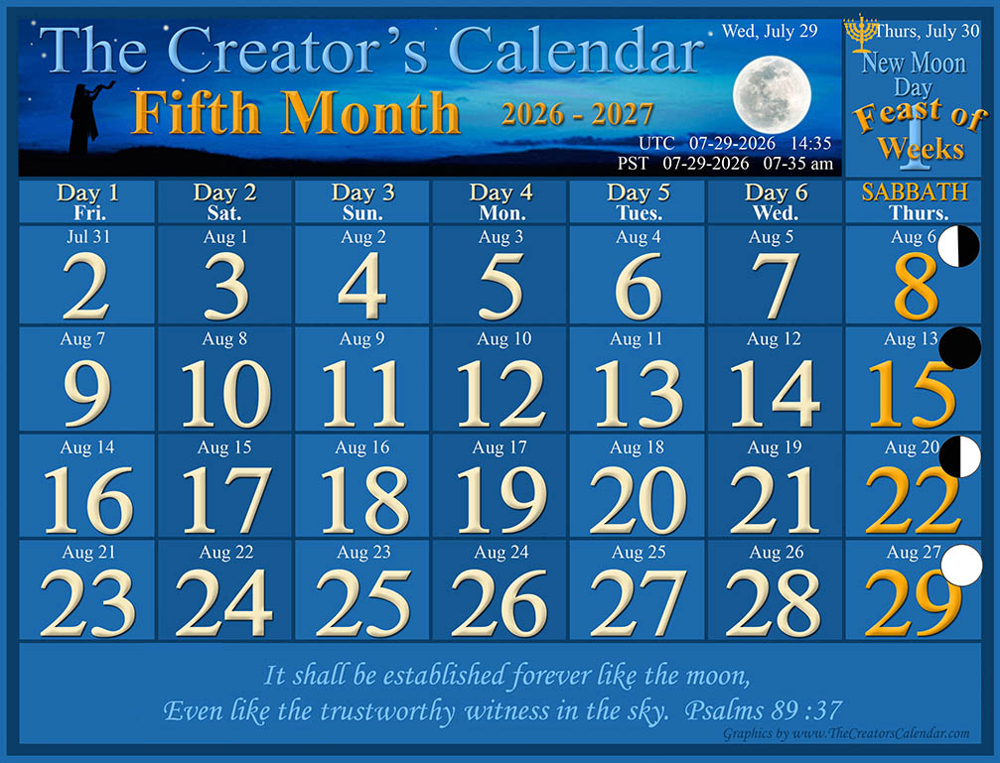 The Creator's Calendar
Fifth Month 2026 - 2027
Wed, July 29
UTC 07-29-2026 14:35
PST 07-29-2026 07-35 am
Thurs, July 30
New Moon
Day
1
Feast of
Weeks
Day 1 Day 2 Day 3 Day 4 Day 5 Day 6 SABBATH
Fri. Sat. Sun. Mon. Tues. Wed. Thurs.
Jul 31 Aug 1 Aug 2 Aug 3 Aug 4 Aug 5 Aug 6
2 3 4 5 6 7 8
Aug 7 Aug 8 Aug 9 Aug 10 Aug 11 Aug 12 Aug 13
9 10 11 12 13 14 15
Aug 14 Aug 15 Aug 16 Aug 17 Aug 18 Aug 19 Aug 20
16 17 18 19 20 21 22
Aug 21 Aug 22 Aug 23 Aug 24 Aug 25 Aug 26 Aug 27
23 24 25 26 27 28 29
It shall be established forever like the moon,
Even like the trustworthy witness in the sky. Psalms 89 :37
Graphics by www.TheCreatorsCalendar.com